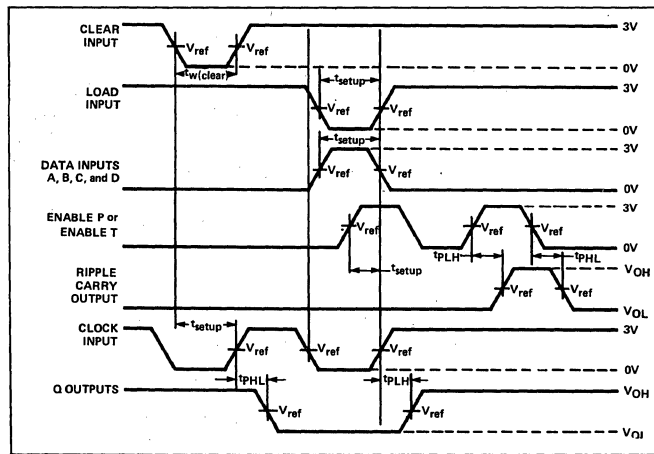 CLEAR
INPUT
Vref
Vref
3V
tw(clear)
0V
tsetup
3V
LOAD
INPUT
Vref
Vref
0V
tsetup
3V
DATA INPUTS
A, B, C, and D
Vref
Vref
0V
3V
ENABLE P or
ENABLE T
Vref
Vref
Vref
0V
tPLH
tPHL
VOH
tsetup
RIPPLE
CARRY
OUTPUT
Vref
Vref
VOL
CLOCK
INPUT
tsetup
3V
Vref
Vref
Vref
0V
tPHL
tPLH
Q OUTPUTS
VOH
Vref
Vref
VOL